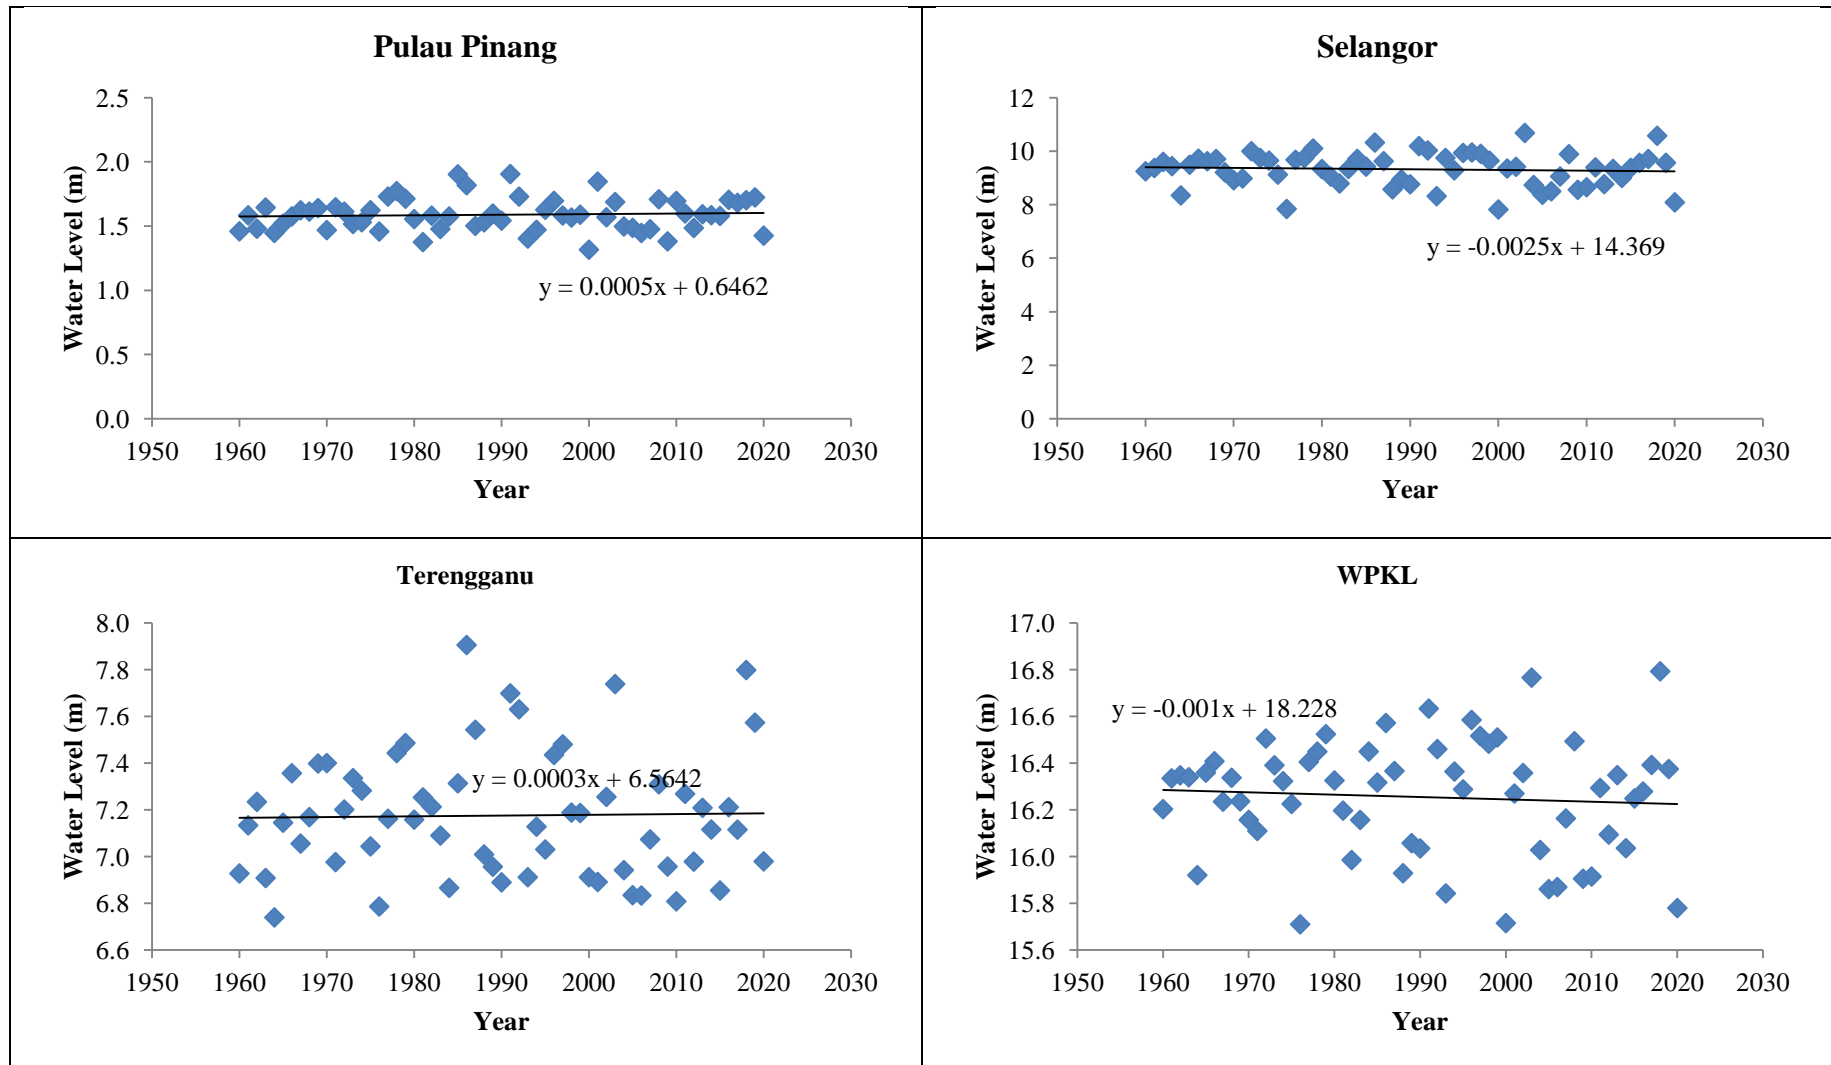 Pulau Pinang
2.5
2.0
1.5
1.0
0.5
0.0
Water Level (m)
y = 0.0005x + 0.6462
1950 1960 1970 1980 1990 2000 2010 2020 2030
Year
Selangor
12
10
8
6
4
2
0
Water Level (m)
y = -0.0025x + 14.369
1950 1960 1970 1980 1990 2000 2010 2020 2030
Year
Terengganu
8.0
7.8
7.6
7.4
7.2
7.0
6.8
6.6
Water Level (m)
y = 0.0003x + 6.5642
1950 1960 1970 1980 1990 2000 2010 2020 2030
Year
WPKL
17.0
16.8
16.6
16.4
16.2
16.0
15.8
15.6
Water Level (m)
y = -0.001x + 18.228
1950 1960 1970 1980 1990 2000 2010 2020 2030
Year